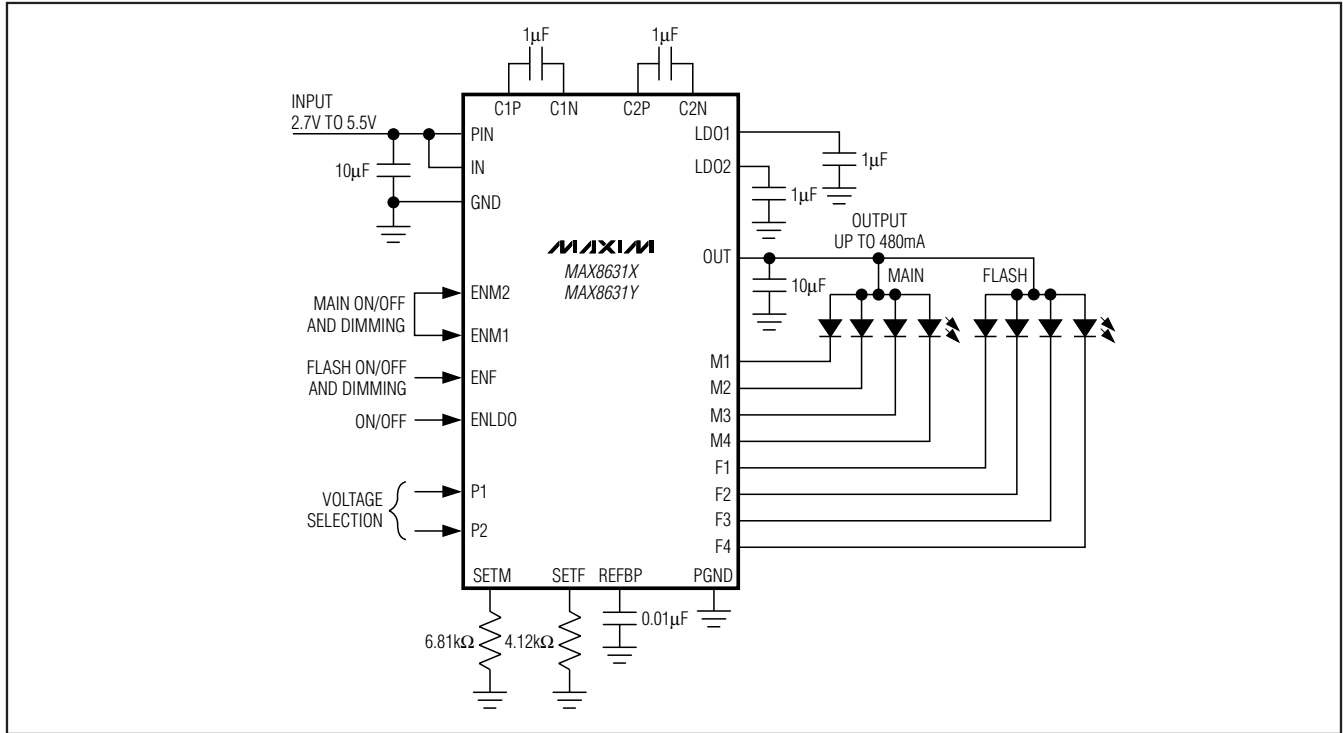 1μF
1μF
INPUT
2.7V TO 5.5V
C1P
C1N
C2P
C2N
PIN
IN
GND
10μF
LDO1
LDO2
1μF
1μF
OUTPUT
UP TO 480mA
OUT
10μF
MAIN
FLASH
MAXIM
MAX8631X
MAX8631Y
MAIN ON/OFF
AND DIMMING
ENM2
ENM1
FLASH ON/OFF
AND DIMMING
ENF
ON/OFF
ENLDO
VOLTAGE
SELECTION
P1
P2
M1
M2
M3
M4
F1
F2
F3
F4
SETM
SETF
REFBP
PGND
6.81kΩ
4.12kΩ
0.01μF